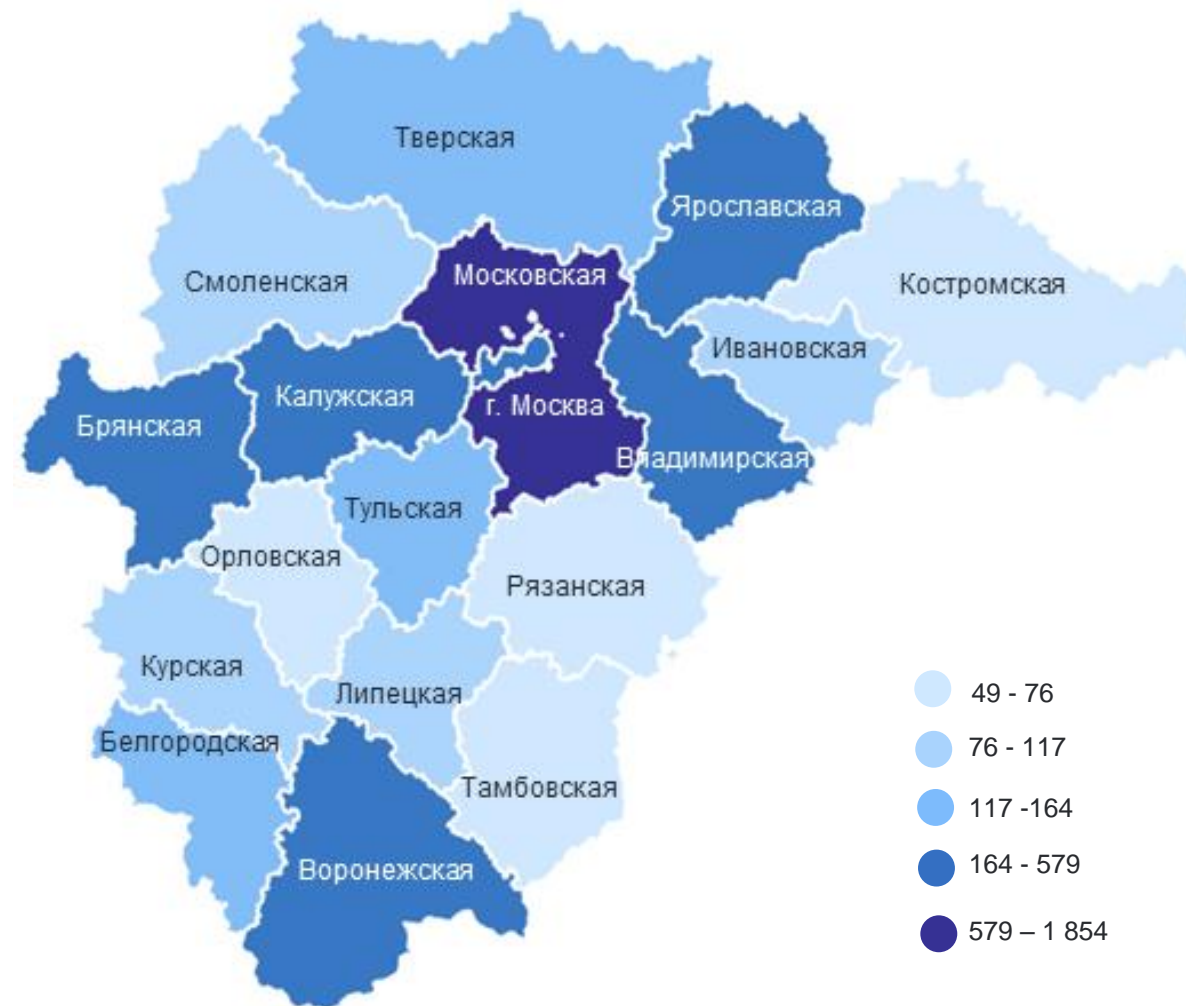 Тверская
Ярославская
Смоленская
Московская
Костромская
Ивановская
Калужская
г. Москва
Брянская
Владимирская
Тульская
Орловская
Рязанская
Курская
Липецкая
Белгородская
Тамбовская
Воронежская
49 - 76
76 - 117
117 -164
164 - 579
579 – 1 854